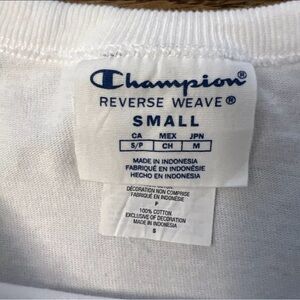 Champion®
REVERSE WEAVE®
SMALL
CA MEX JPN
S/P CH M
MADE IN INDONESIA
FABRIQUÉ EN INDONÉSIE
HECHO EN INDONESIA
DÉCORATION NON COMPRISE
FABRIQUÉ EN INDONÉSIE
P
100% COTTON
EXCLUSIVE OF DECORATION
MADE IN INDONESIA
S